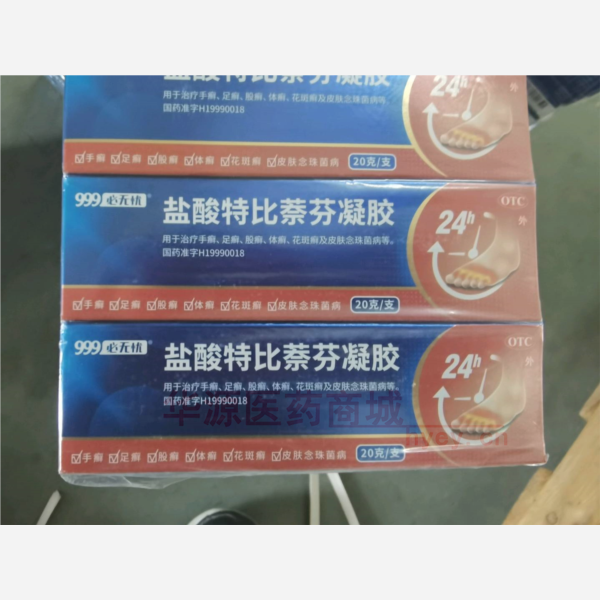 盐酸特比萘芬凝胶
用于治疗手癣、足癣、股癣、体癣、花斑癣及皮肤念珠菌病等。
国药准字H19990018
24h
外
手癣 足癣 股癣 体癣 花斑癣 皮肤念珠菌病 20克/支
999 必无忧®
盐酸特比萘芬凝胶
用于治疗手癣、足癣、股癣、体癣、花斑癣及皮肤念珠菌病等。
国药准字H19990018
OTC
外
24h
手癣 足癣 股癣 体癣 花斑癣 皮肤念珠菌病 20克/支
999 必无忧®
盐酸特比萘芬凝胶
用于治疗手癣、足癣、股癣、体癣、花斑癣及皮肤念珠菌病等。
国药准字H19990018
OTC
外
24h
华源医药商城
手癣 足癣 股癣 体癣 花斑癣 皮肤念珠菌病 20克/支